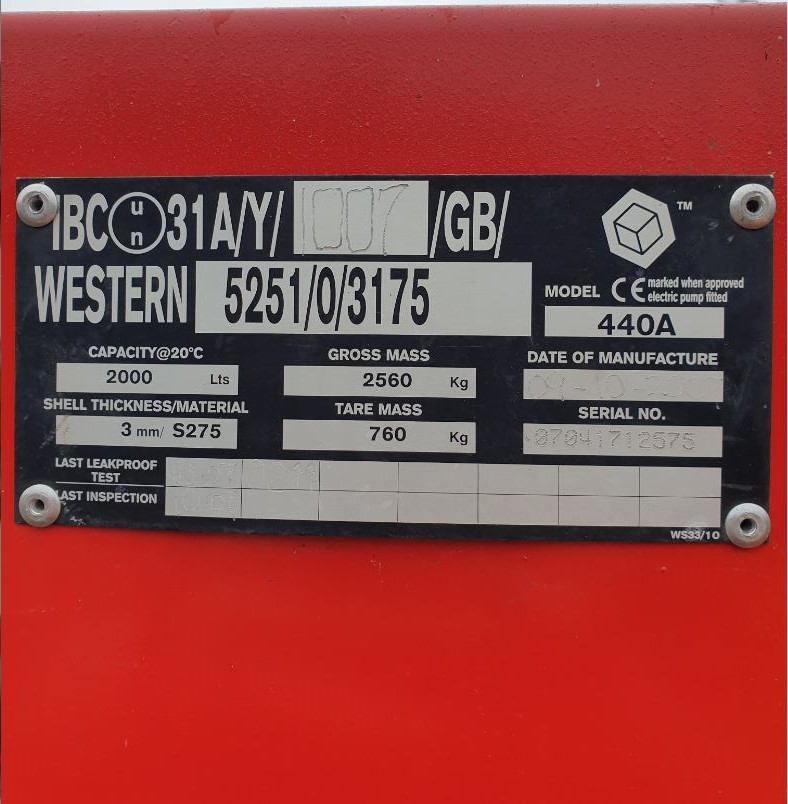 IBC un 31A/Y/ 1007 /GB/
TM
WESTERN 5251/0/3175
MODEL CE marked when approved
electric pump fitted
440A
CAPACITY@20°C GROSS MASS DATE OF MANUFACTURE
2000 Lts 2560 Kg
SHELL THICKNESS/MATERIAL TARE MASS SERIAL NO.
3 mm/ S275 760 Kg 07041712575
LAST LEAKPROOF
TEST
LAST INSPECTION
WS33/10